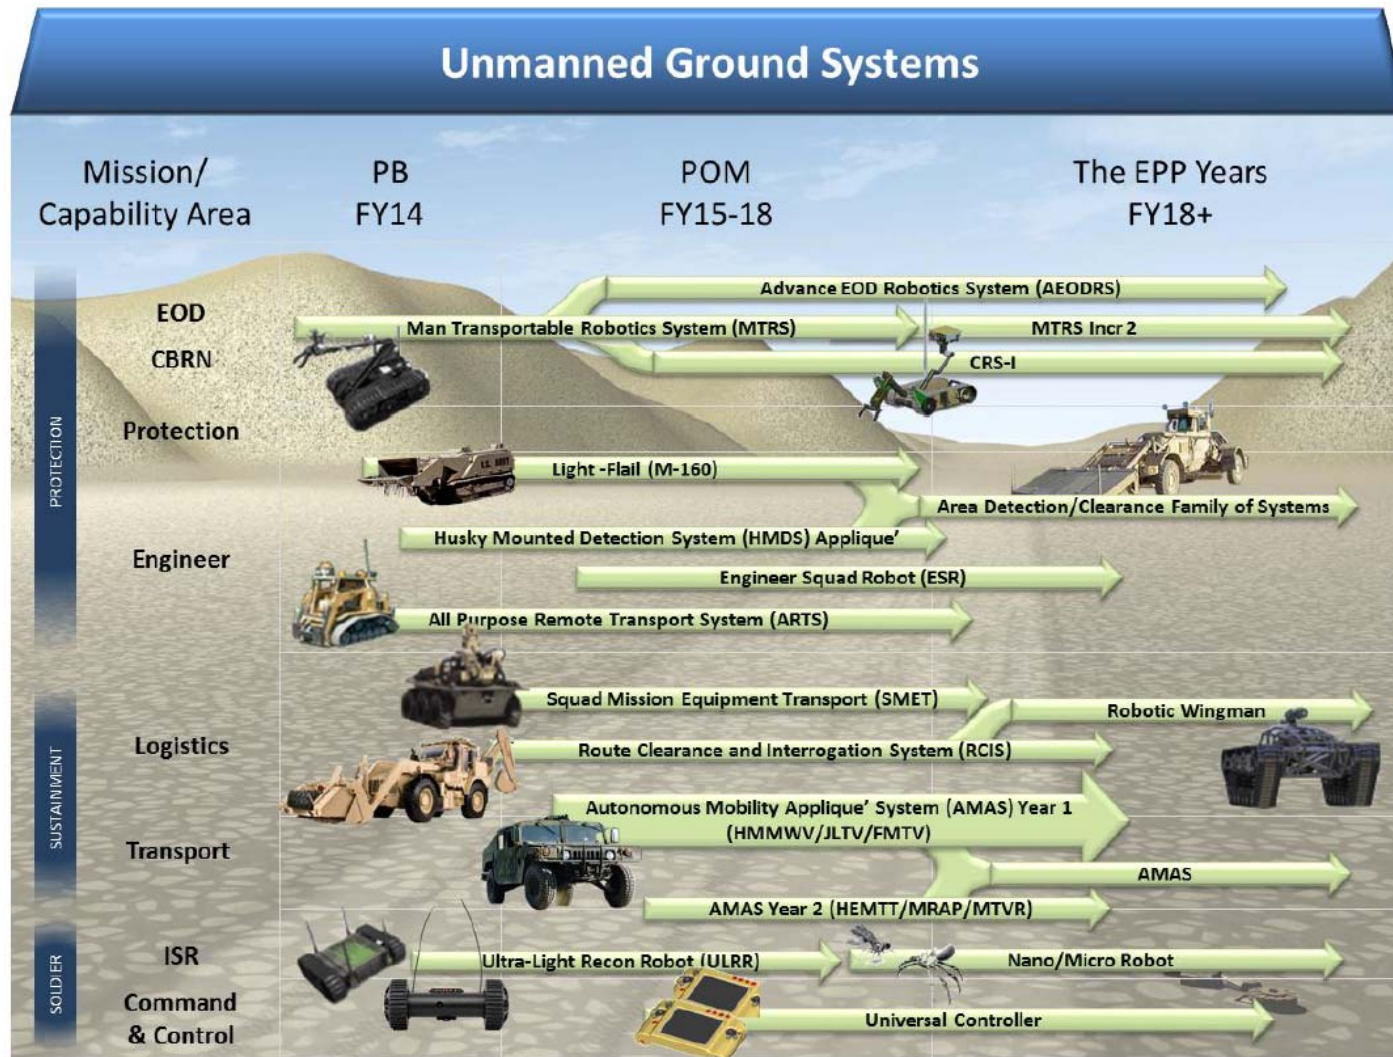 Unmanned Ground Systems
Mission/
Capability Area
PB
FY14
POM
FY15-18
The EPP Years
FY18+
PROTECTION
EOD
CBRN
Protection
Engineer
Advance EOD Robotics System (AEODRS)
Man Transportable Robotics System (MTRS)
MTRS Incr 2
CRS-I
U.S. ARMY
Light -Flail (M-160)
Area Detection/Clearance Family of Systems
Husky Mounted Detection System (HMDS) Applique’
Engineer Squad Robot (ESR)
All Purpose Remote Transport System (ARTS)
SUSTAINMENT
Logistics
Transport
Squad Mission Equipment Transport (SMET)
Robotic Wingman
Route Clearance and Interrogation System (RCIS)
Autonomous Mobility Applique’ System (AMAS) Year 1
(HMMWV/JLTV/FMTV)
AMAS
AMAS Year 2 (HEMTT/MRAP/MTVR)
SOLDIER
ISR
Command
& Control
Ultra-Light Recon Robot (ULRR)
Nano/Micro Robot
Universal Controller